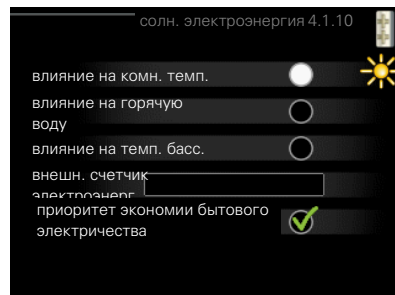 солн. электроэнергия 4.1.10
влияние на комн. темп.
влияние на горячую
воду
влияние на темп. басс.
внешн. счетчик
электроэнерг
приоритет экономии бытового
электричества